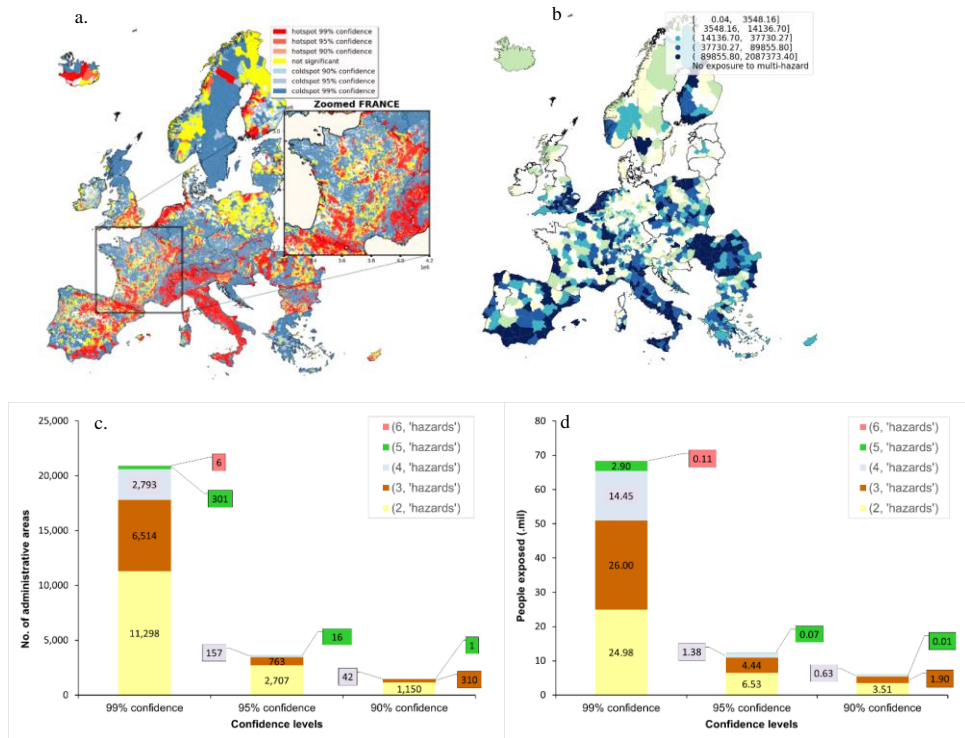 a.
hotspot 99% confidence
hotspot 95% confidence
hotspot 90% confidence
not significant
coldspot 90% confidence
coldspot 95% confidence
coldspot 99% confidence
Zoomed FRANCE
4.2
1e6
b
[ 0.04, 3548.16]
( 3548.16, 14136.70]
( 14136.70, 37730.27]
( 37730.27, 89855.80]
( 89855.80, 2087373.40]
No exposure to multi-hazard
c.
No. of administrative areas
25,000
20,000
15,000
10,000
5,000
0
(6, 'hazards')
(5, 'hazards')
(4, 'hazards')
(3, 'hazards')
(2, 'hazards')
6
301
2,793
6,514
11,298
157
16
763
2,707
42
1
310
1,150
99% confidence
95% confidence
90% confidence
Confidence levels
d
People exposed (.mil)
80
70
60
50
40
30
20
10
0
(6, 'hazards')
(5, 'hazards')
(4, 'hazards')
(3, 'hazards')
(2, 'hazards')
0.11
2.90
14.45
26.00
24.98
1.38
0.07
4.44
6.53
0.63
0.01
1.90
3.51
99% confidence
95% confidence
90% confidence
Confidence levels